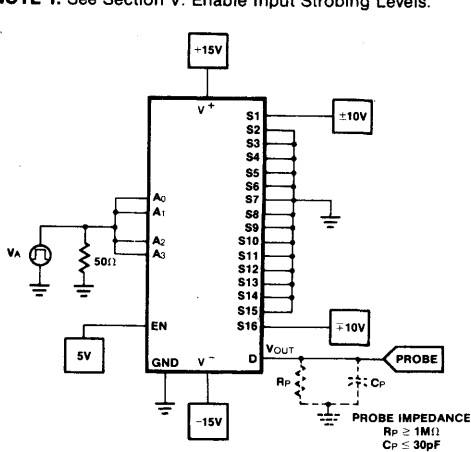 NOTE 1: See Section V. Enable Input Strobing Levels.
+15V
V+
S1
±10V
S2
S3
S4
S5
S6
S7
S8
S9
S10
S11
S12
S13
S14
S15
S16
∓10V
A0
A1
A2
A3
VA
50Ω
EN
5V
GND
V−
D
VOUT
PROBE
RP
CP
−15V
PROBE IMPEDANCE
RP ≥ 1MΩ
CP ≤ 30pF